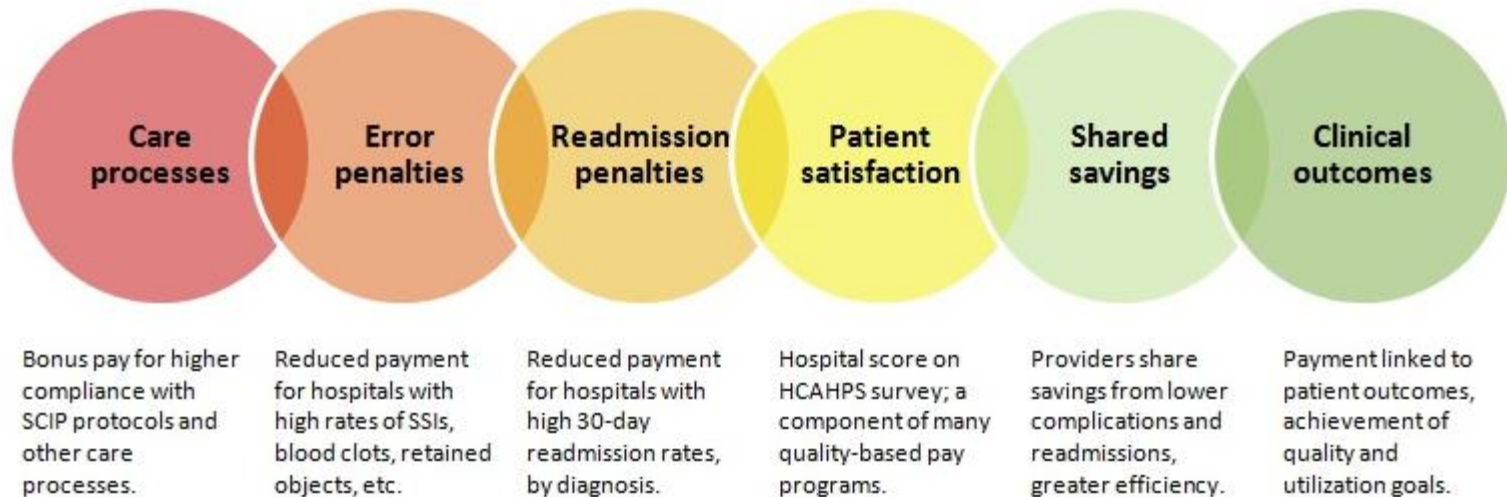 Care
processes
Error
penalties
Readmission
penalties
Patient
satisfaction
Shared
savings
Clinical
outcomes
Bonus pay for higher
compliance with
SCIP protocols and
other care
processes.
Reduced payment
for hospitals with
high rates of SSIs,
blood clots, retained
objects, etc.
Reduced payment
for hospitals with
high 30-day
readmission rates,
by diagnosis.
Hospital score on
HCAHPS survey; a
component of many
quality-based pay
programs.
Providers share
savings from lower
complications and
readmissions,
greater efficiency.
Payment linked to
patient outcomes,
achievement of
quality and
utilization goals.